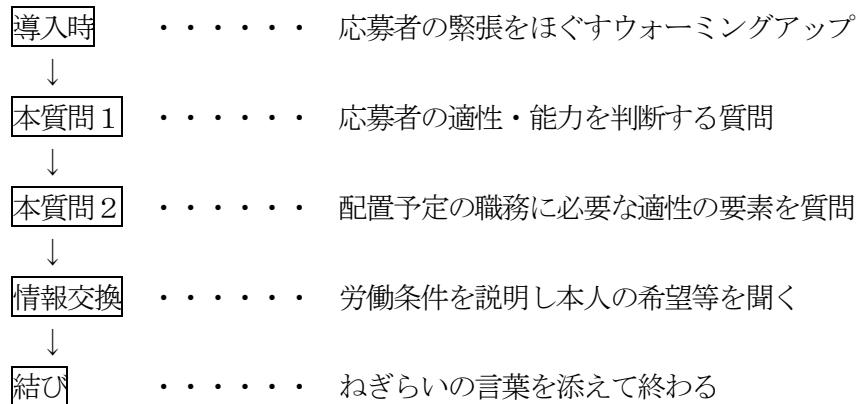 導入時 ・・・・・・ 応募者の緊張をほぐすウォーミングアップ
↓
本質問１ ・・・・・・ 応募者の適性・能力を判断する質問
↓
本質問２ ・・・・・・ 配置予定の職務に必要な適性の要素を質問
↓
情報交換 ・・・・・・ 労働条件を説明し本人の希望等を聞く
↓
結び ・・・・・・ ねぎらいの言葉を添えて終わる